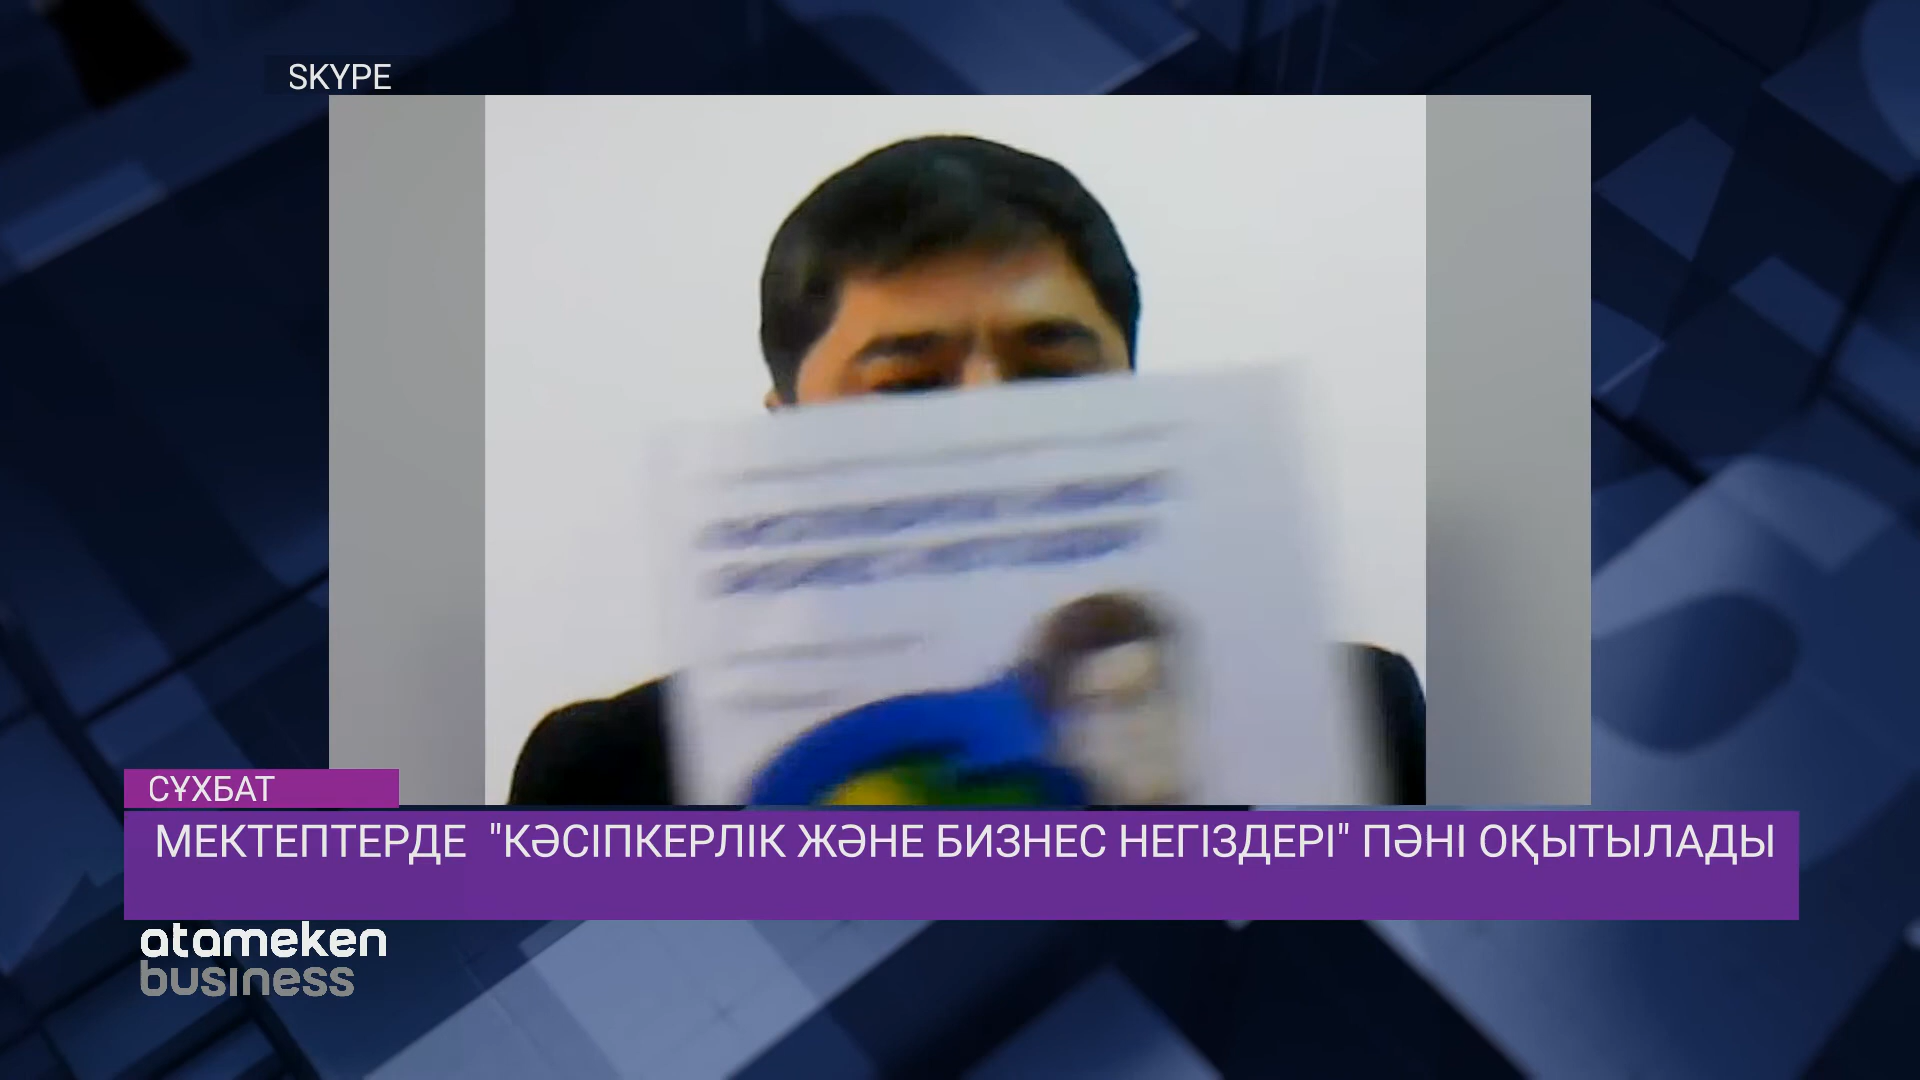 SKYPE
СҰХБАТ
МЕКТЕПТЕРДЕ "КӘСІПКЕРЛІК ЖӘНЕ БИЗНЕС НЕГІЗДЕРІ" ПӘНІ ОҚЫТЫЛАДЫ
atameken
business